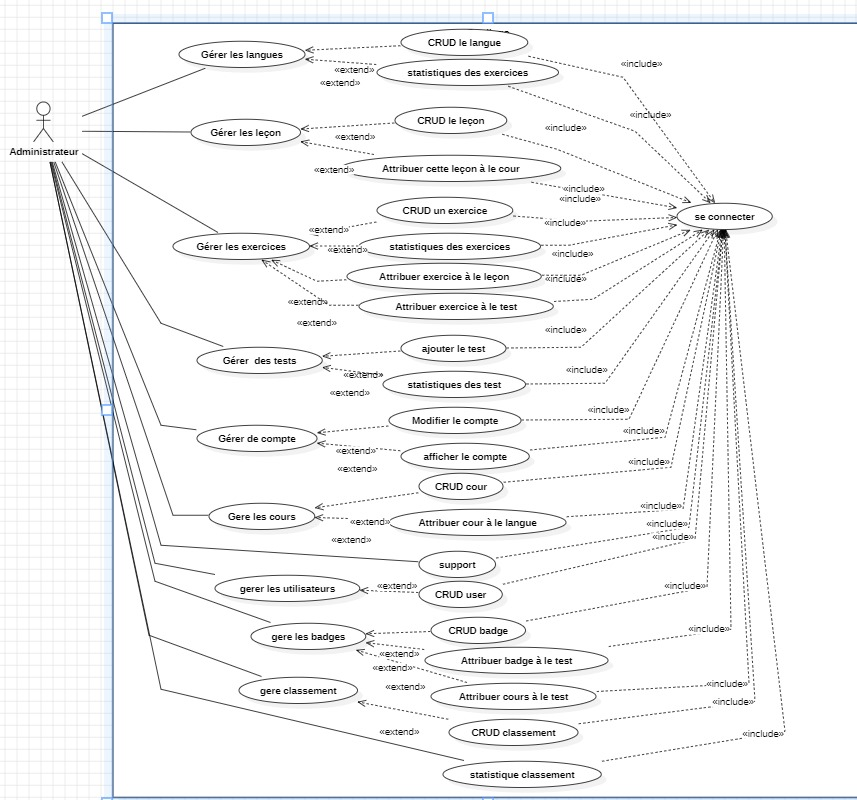 CRUD le langue
Gérer les langues
«include»
«extend»
statistiques des exercices
«extend»
«include»
CRUD le leçon
«include»
Gérer les leçon
«extend»
Administrateur
Attribuer cette leçon à le cour
«extend»
«include»
«include»
CRUD un exercice
se connecter
«include»
«extend»
Gérer les exercices
statistiques des exercices
«extend»
«include»
Attribuer exercice à le leçon
«include»
«extend»
Attribuer exercice à le test
«extend»
«include»
ajouter le test
Gérer des tests
«include»
«extend»
statistiques des test
«extend»
«include»
Modifier le compte
«include»
Gérer de compte
«extend»
afficher le compte
«include»
«extend»
CRUD cour
«include»
Gere les cours
«extend»
Attribuer cour à le langue
«include»
«include»
«extend»
«include»
support
gerer les utilisateurs
«extend»
«include»
CRUD user
CRUD badge
«include»
gere les badges
«extend»
Attribuer badge à le test
«extend»
«include»
gere classement
«extend»
Attribuer cours à le test
«include»
«extend»
CRUD classement
«include»
statistique classement